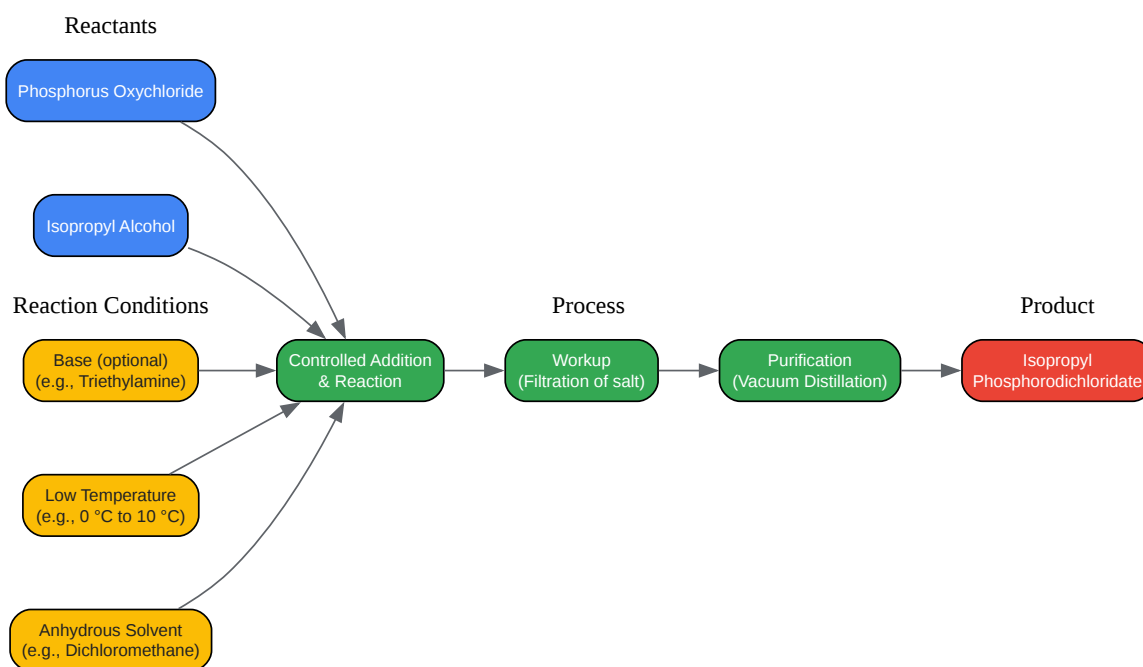 Reactants
Phosphorus Oxychloride
Isopropyl Alcohol
Reaction Conditions
Base (optional)
(e.g., Triethylamine)
Low Temperature
(e.g., 0 °C to 10 °C)
Anhydrous Solvent
(e.g., Dichloromethane)
Controlled Addition
& Reaction
Process
Workup
(Filtration of salt)
Purification
(Vacuum Distillation)
Product
Isopropyl
Phosphorodichloridate